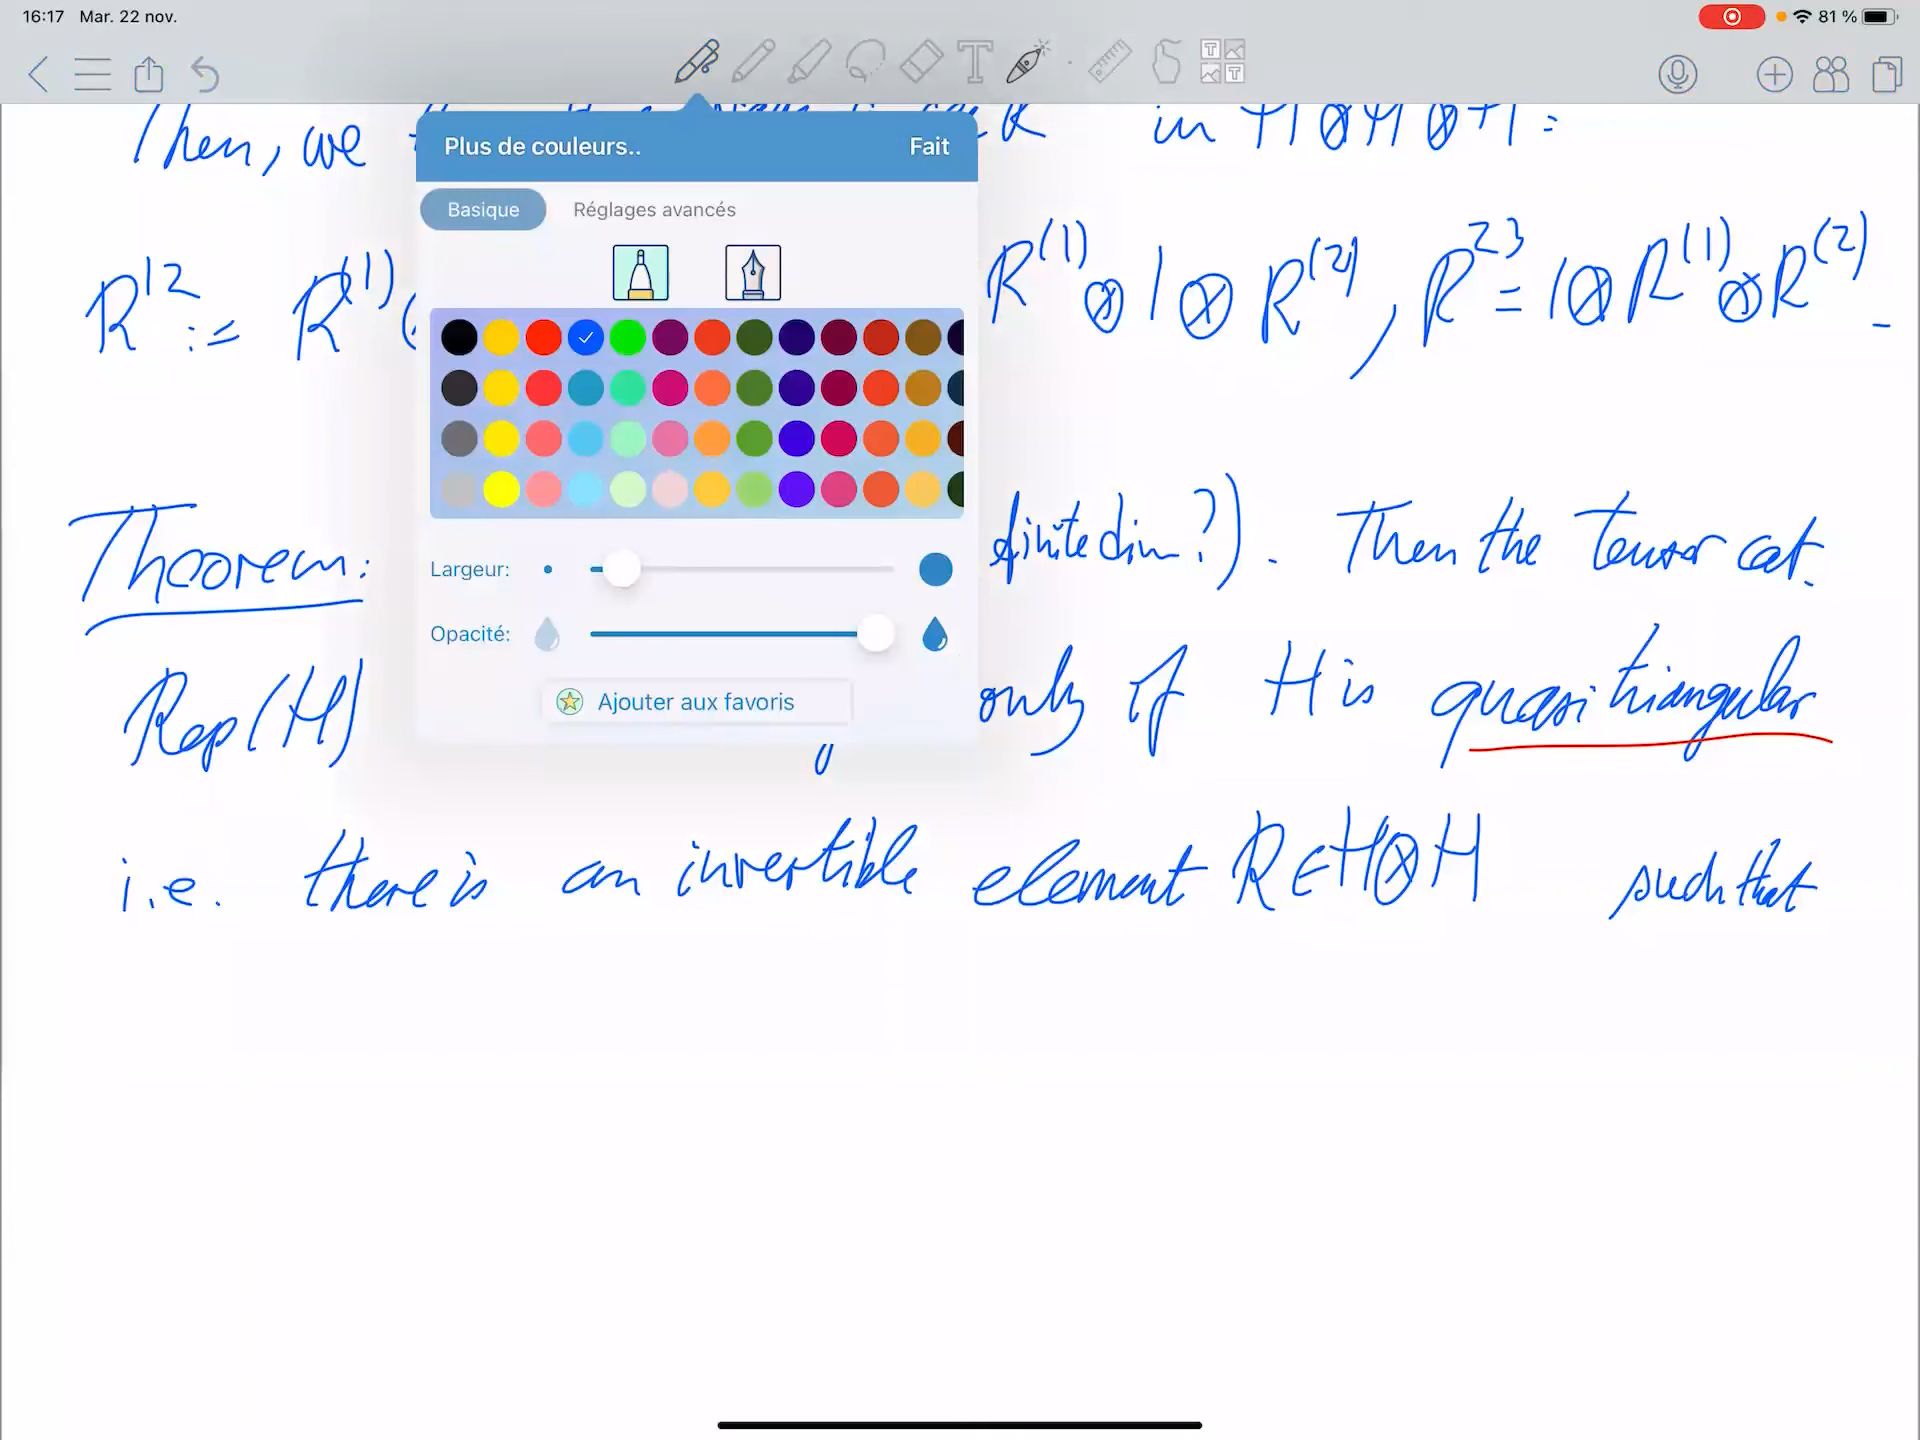 16:17 Mar. 22 nov. 81 %
Then, we in H⊗H⊗H:
Plus de couleurs.. Fait
Basique Réglages avancés
R¹² := R⁽¹⁾ R⁽¹⁾⊗1⊗R⁽²⁾, R²³ = 1⊗R⁽¹⁾⊗R⁽²⁾.
Theorem: finite dim?). Then the tensor cat.
Largeur:
Opacité:
Rep(H) only if H is quasitriangular
Ajouter aux favoris
i.e. there is an invertible element R∈H⊗H such that